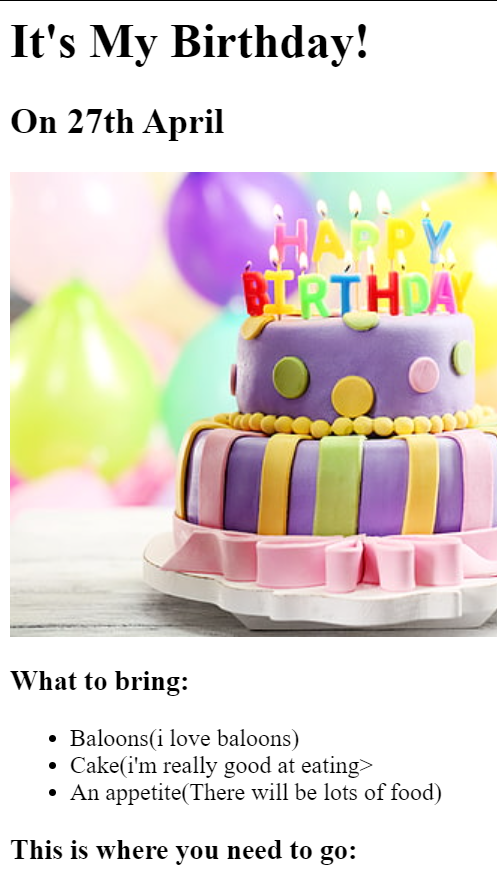 It's My Birthday!
On 27th April
HAPPY
BIRTHDAY
What to bring:
Baloons(i love baloons)
Cake(i'm really good at eating>
An appetite(There will be lots of food)
This is where you need to go: